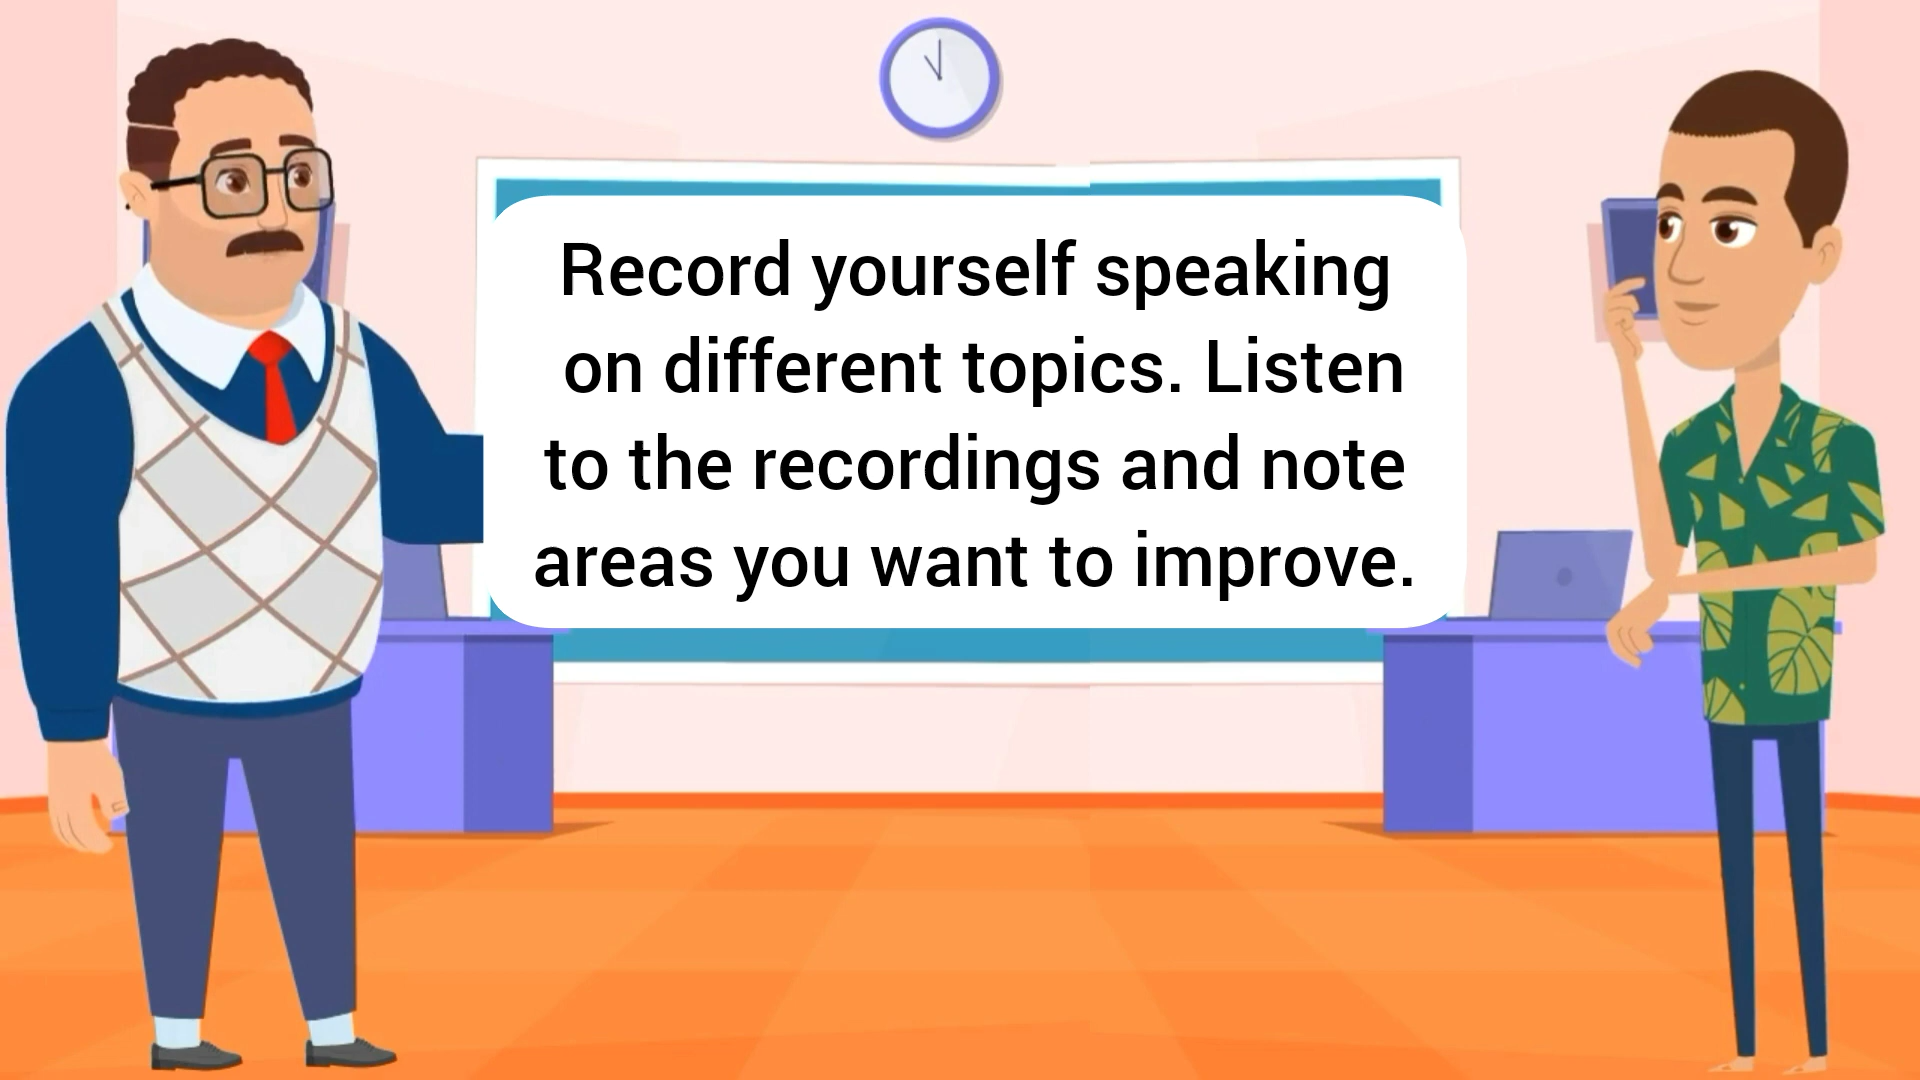 Record yourself speaking
on different topics. Listen
to the recordings and note
areas you want to improve.